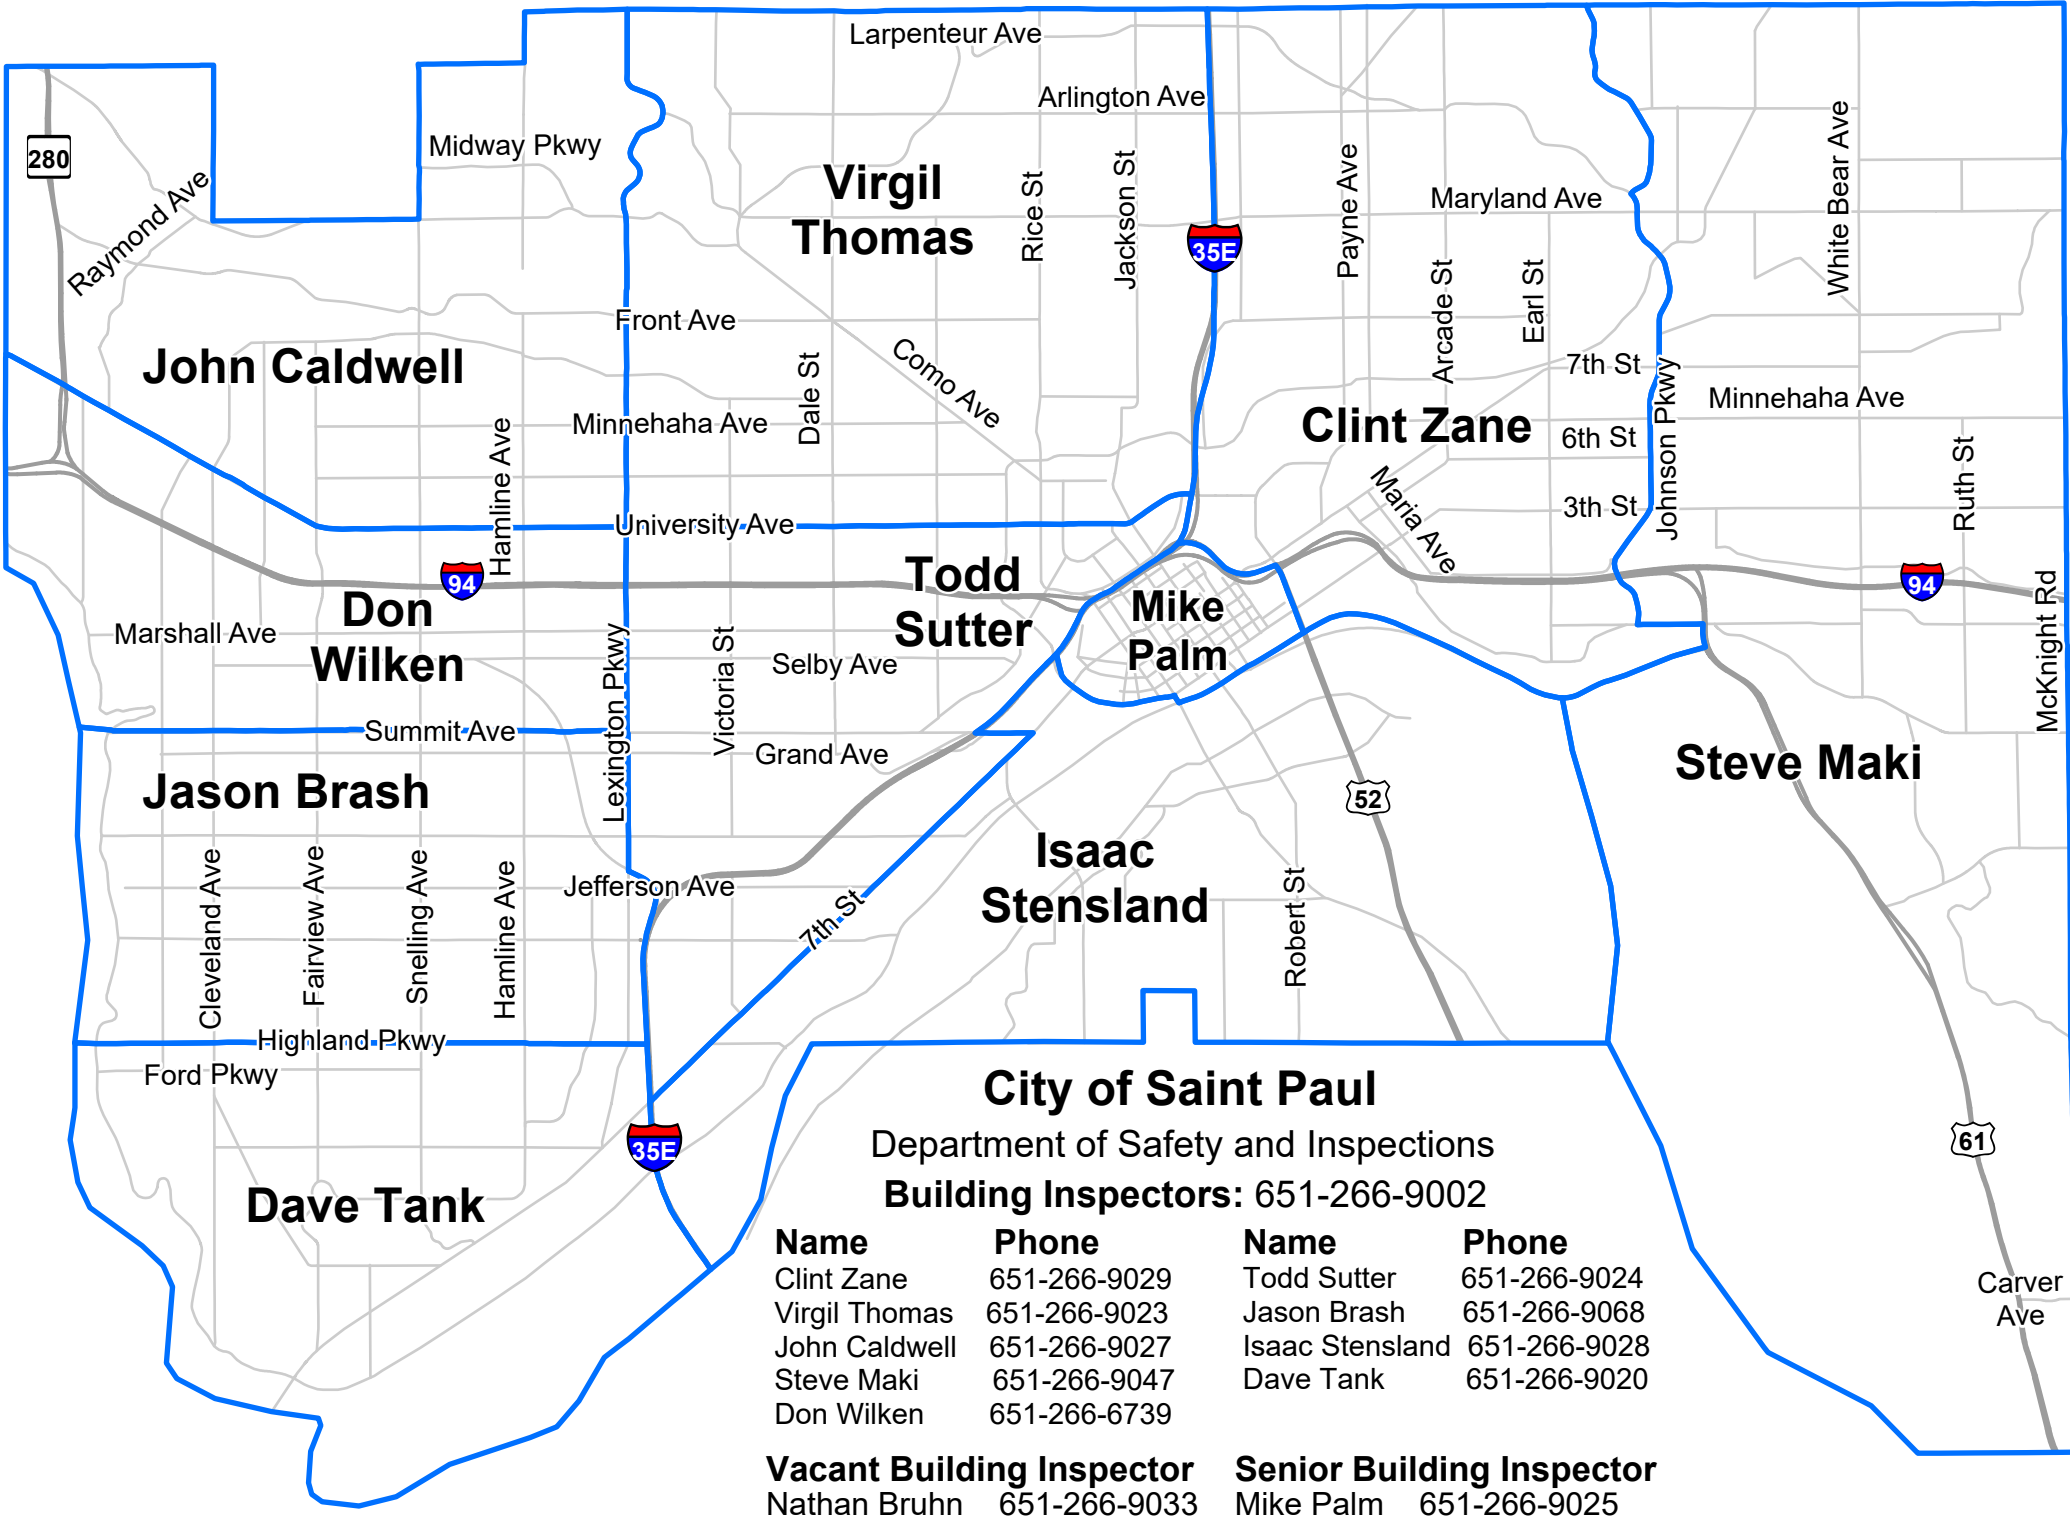 Larpenteur Ave
Arlington Ave
Midway Pkwy
280
Raymond Ave
Virgil
Thomas
Rice St
Jackson St
35E
Payne Ave
Maryland Ave
White Bear Ave
Arcade St
Earl St
Front Ave
John Caldwell
Como Ave
Dale St
7th St
Johnson Pkwy
Minnehaha Ave
Minnehaha Ave
Clint Zane
6th St
Hamline Ave
Maria Ave
Ruth St
3th St
University Ave
94
Todd
Sutter
Mike
Palm
94
Don
Wilken
Marshall Ave
Selby Ave
Lexington Pkwy
Victoria St
McKnight Rd
Summit Ave
Grand Ave
Jason Brash
Steve Maki
52
Isaac
Stensland
Cleveland Ave
Fairview Ave
Snelling Ave
Hamline Ave
Jefferson Ave
7th St
Robert St
Highland Pkwy
Ford Pkwy
35E
Dave Tank
61
Carver
Ave
City of Saint Paul
Department of Safety and Inspections
Building Inspectors: 651-266-9002
Name Phone Name Phone
Clint Zane 651-266-9029 Todd Sutter 651-266-9024
Virgil Thomas 651-266-9023 Jason Brash 651-266-9068
John Caldwell 651-266-9027 Isaac Stensland 651-266-9028
Steve Maki 651-266-9047 Dave Tank 651-266-9020
Don Wilken 651-266-6739
Vacant Building Inspector Senior Building Inspector
Nathan Bruhn 651-266-9033 Mike Palm 651-266-9025